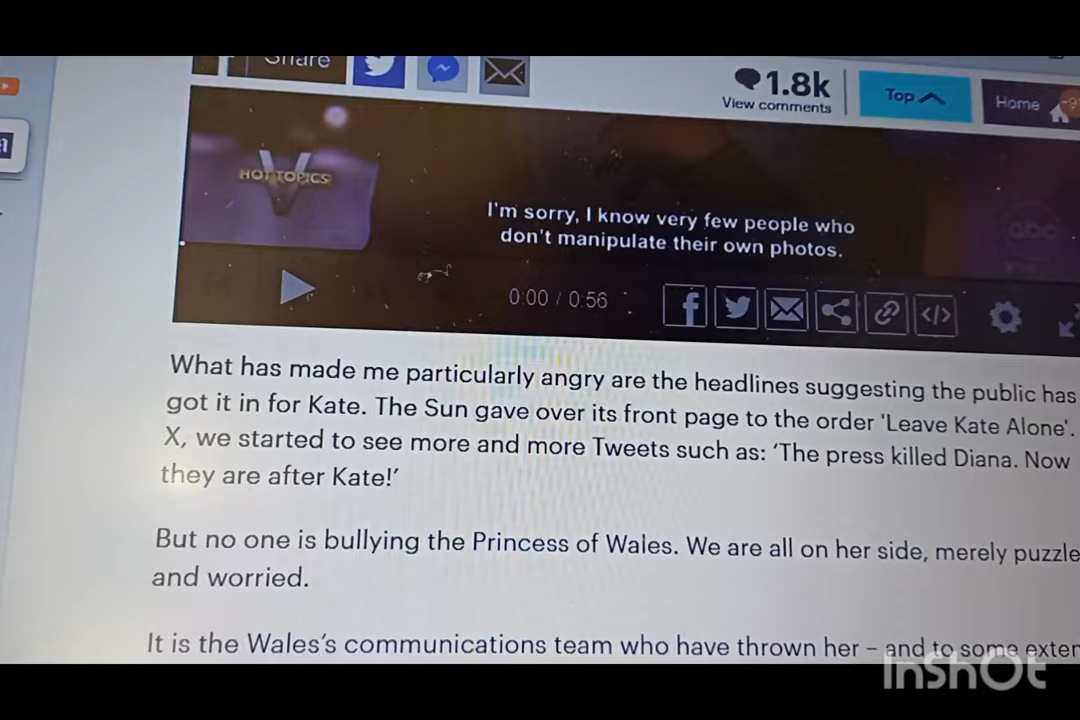 Share
1.8k
View comments
Top
Home
HOT TOPICS
I'm sorry, I know very few people who
don't manipulate their own photos.
abc
0:00 / 0:56
What has made me particularly angry are the headlines suggesting the public has
got it in for Kate. The Sun gave over its front page to the order 'Leave Kate Alone'.
X, we started to see more and more Tweets such as: ‘The press killed Diana. Now
they are after Kate!’
But no one is bullying the Princess of Wales. We are all on her side, merely puzzle
and worried.
It is the Wales’s communications team who have thrown her – and to some exten
InShOt